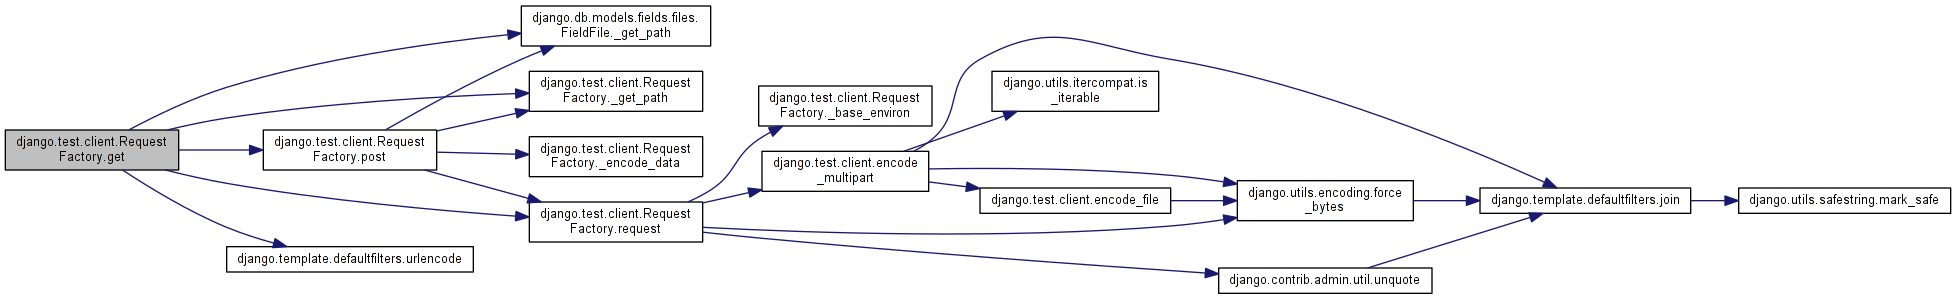 django.test.client.Request
Factory.get
django.test.client.Request
Factory.post
django.template.defaultfilters.urlencode
django.db.models.fields.files.
FieldFile._get_path
django.test.client.Request
Factory._get_path
django.test.client.Request
Factory._encode_data
django.test.client.Request
Factory.request
django.test.client.Request
Factory._base_environ
django.test.client.encode
_multipart
django.utils.itercompat.is
_iterable
django.test.client.encode_file
django.utils.encoding.force
_bytes
django.contrib.admin.util.unquote
django.template.defaultfilters.join
django.utils.safestring.mark_safe